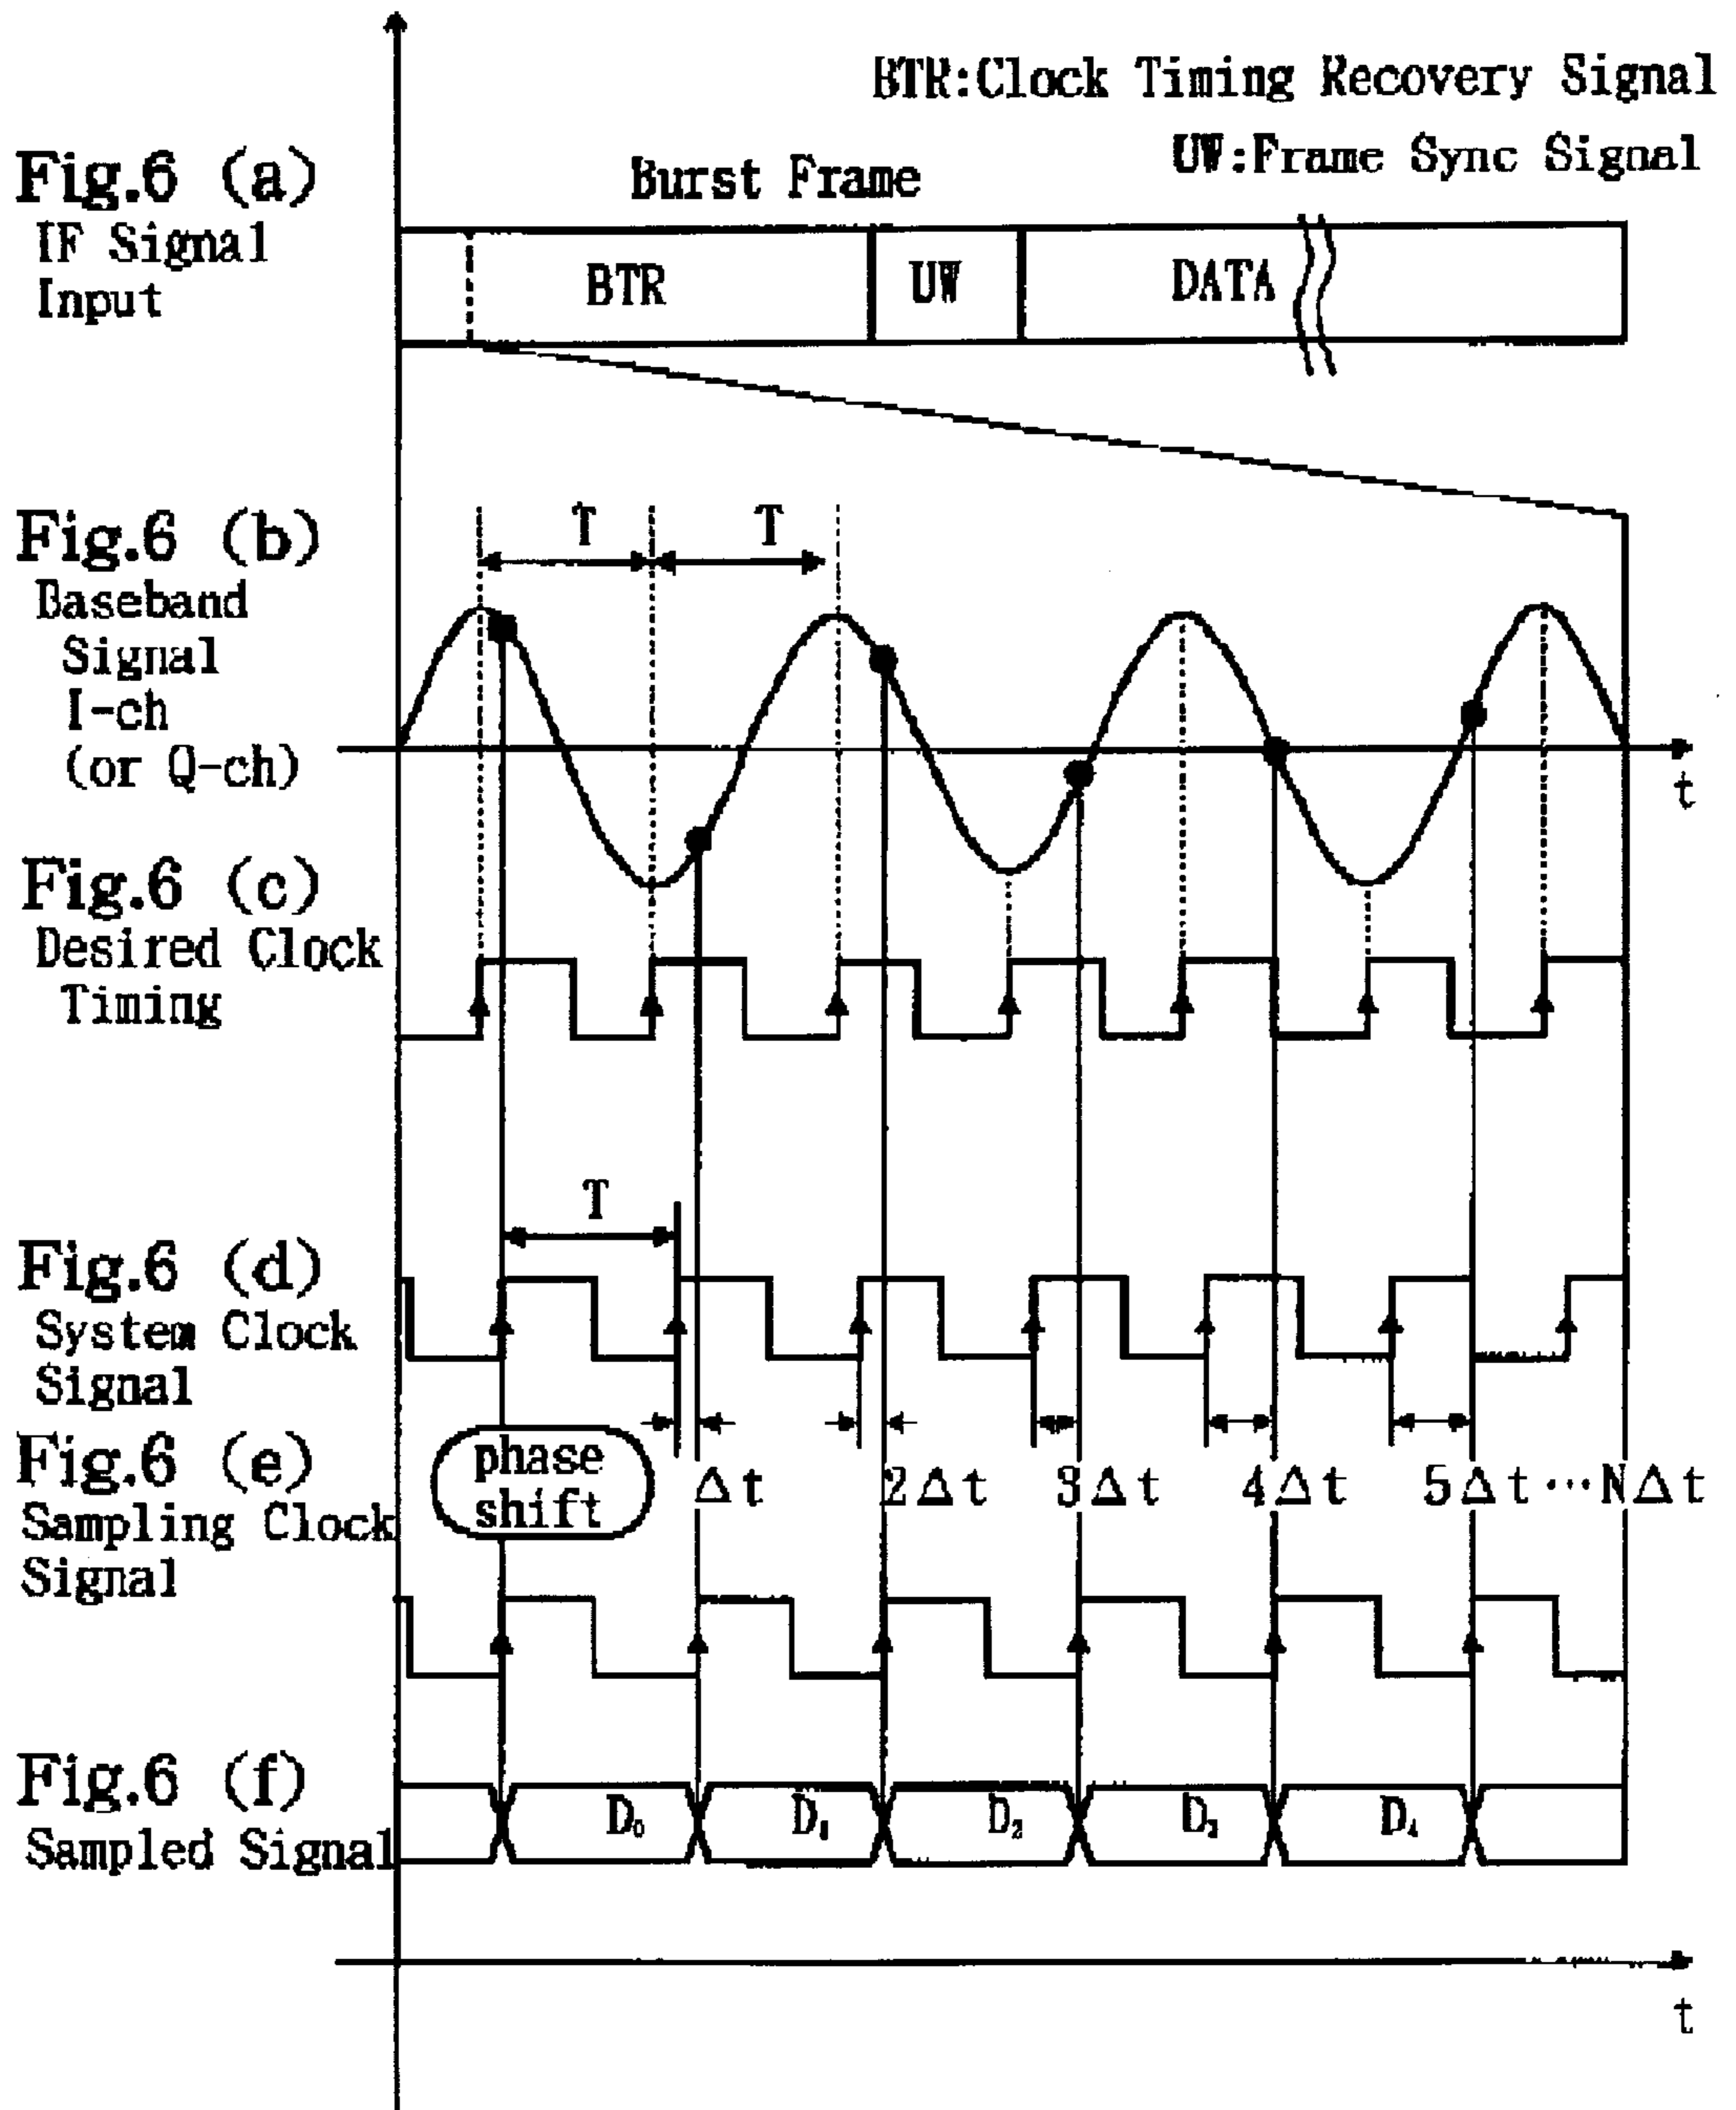 BTR:Clock Timing Recovery Signal
UW:Frame Sync Signal
Fig.6 (a)
IF Signal
Input
Burst Frame
BTR
UW
DATA
Fig.6 (b)
Baseband
Signal
I-ch
(or Q-ch)
T
T
t
Fig.6 (c)
Desired Clock
Timing
T
Fig.6 (d)
System Clock
Signal
Fig.6 (e)
Sampling Clock
Signal
phase
shift
Δt
2Δt
3Δt
4Δt
5Δt···NΔt
Fig.6 (f)
Sampled Signal
D₀
D₁
D₂
D₃
D₄
t